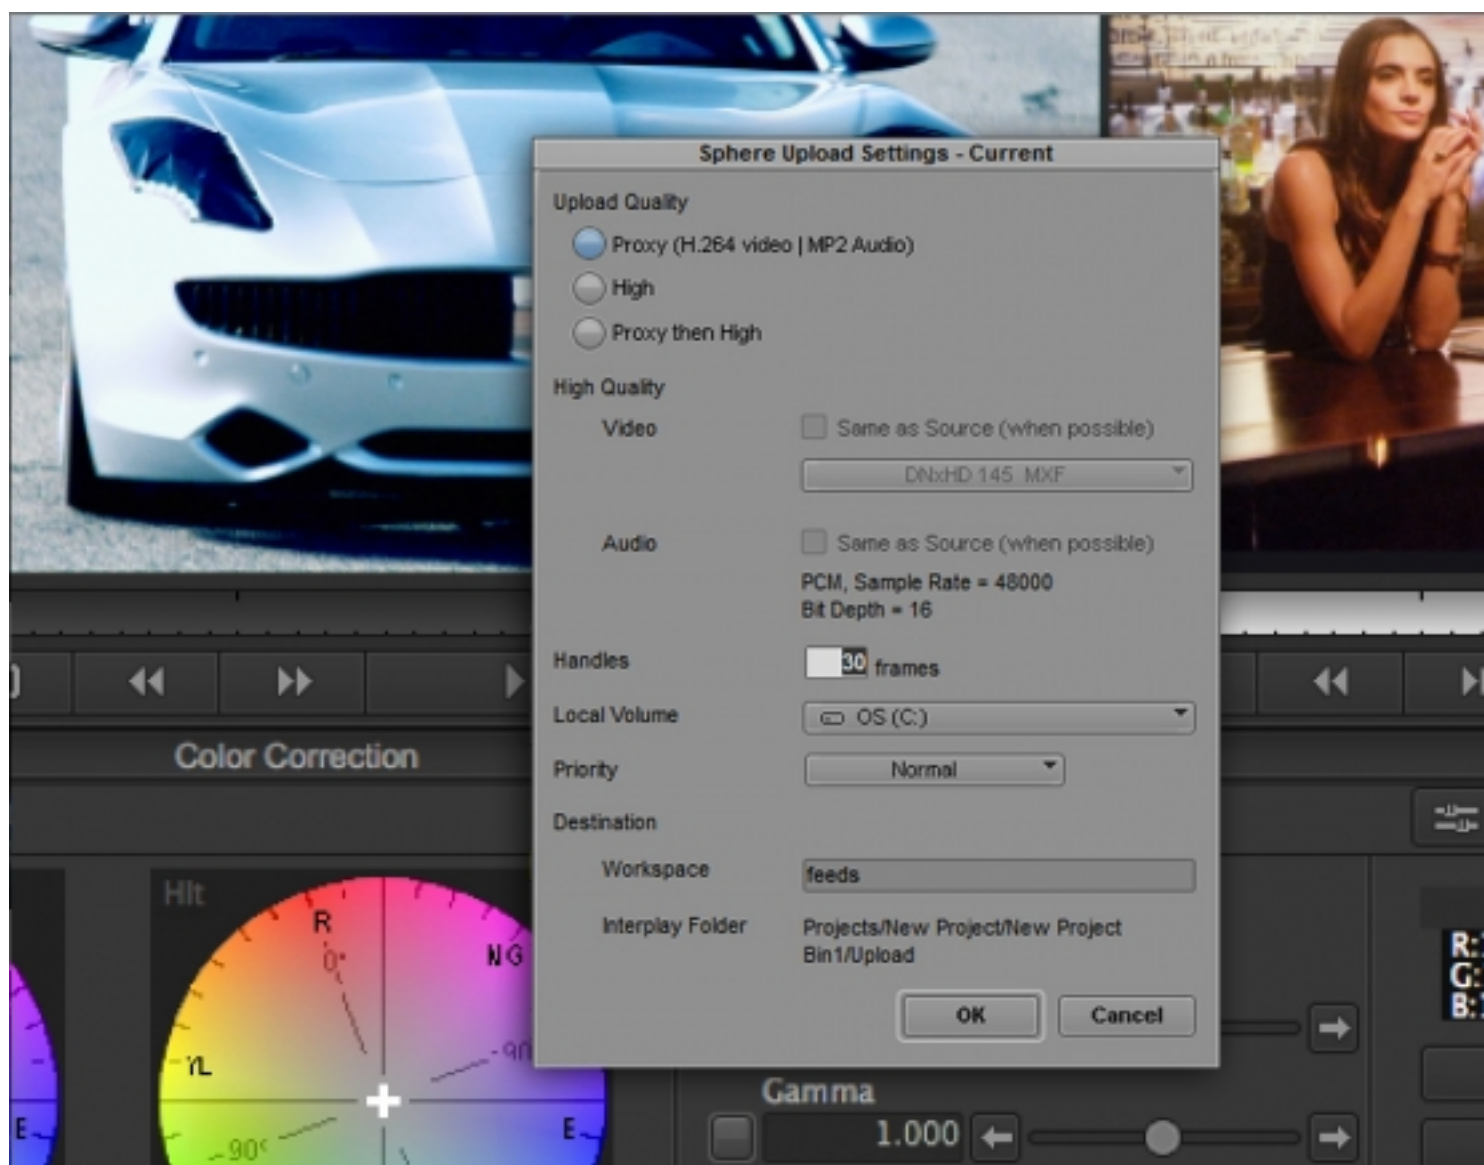 Sphere Upload Settings - Current
Upload Quality
Proxy (H.264 video | MP2 Audio)
High
Proxy then High
High Quality
Video
Same as Source (when possible)
DNxHD 145 MXF
Audio
Same as Source (when possible)
PCM, Sample Rate = 48000
Bit Depth = 16
Handles
30 frames
Local Volume
OS (C:)
Priority
Normal
Destination
Workspace
feeds
Interplay Folder
Projects/New Project/New Project
Bin1/Upload
OK
Cancel
Color Correction
Hlt
R
0°
YL
-90°
E
E
Gamma
1.000
R:
G:
B: